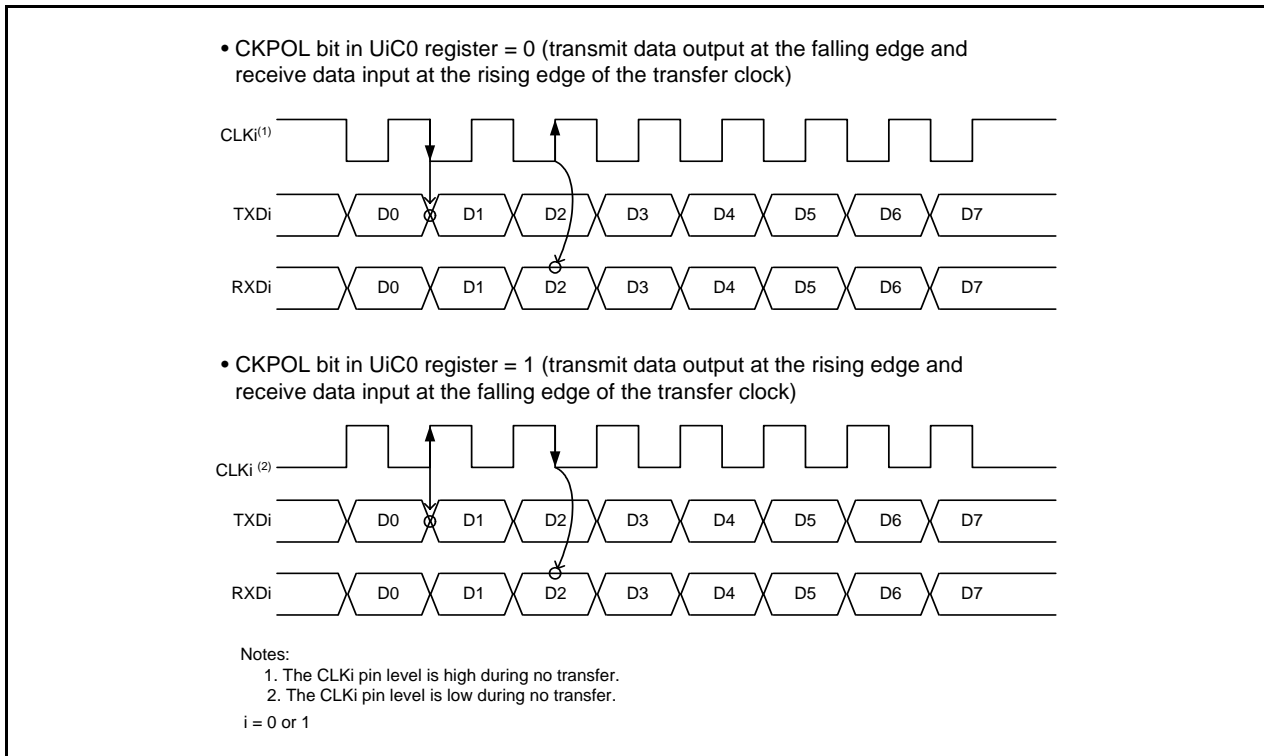 • CKPOL bit in UiC0 register = 0 (transmit data output at the falling edge and
receive data input at the rising edge of the transfer clock)
CLKi(1)
TXDi D0 D1 D2 D3 D4 D5 D6 D7
RXDi D0 D1 D2 D3 D4 D5 D6 D7
• CKPOL bit in UiC0 register = 1 (transmit data output at the rising edge and
receive data input at the falling edge of the transfer clock)
CLKi (2)
TXDi D0 D1 D2 D3 D4 D5 D6 D7
RXDi D0 D1 D2 D3 D4 D5 D6 D7
Notes:
1. The CLKi pin level is high during no transfer.
2. The CLKi pin level is low during no transfer.
i = 0 or 1